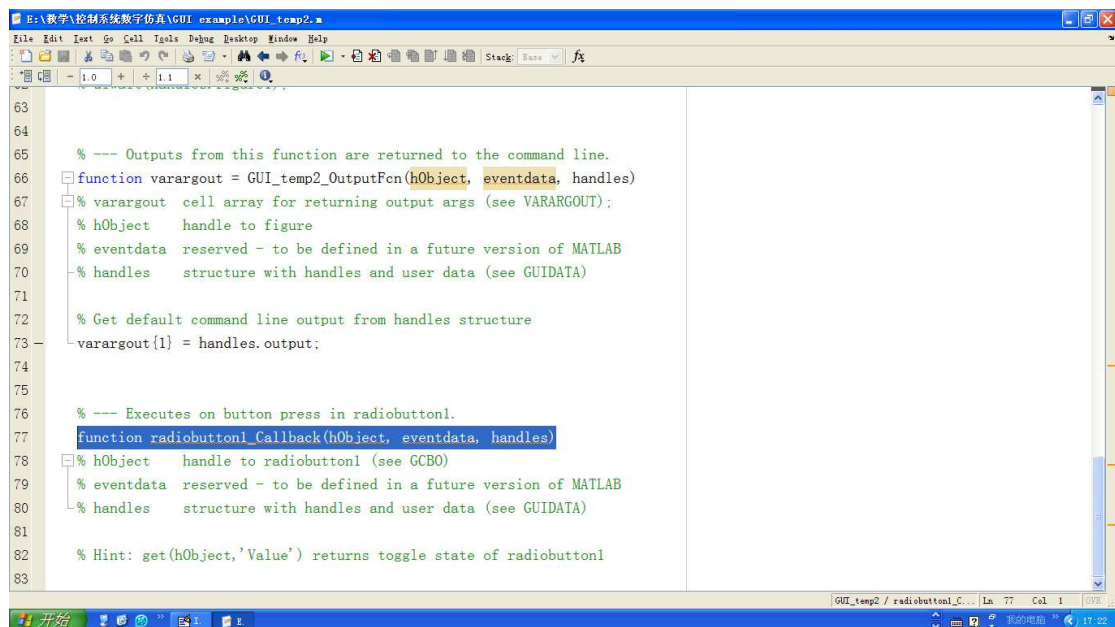 E:\教学\控制系统数字仿真\GUI example\GUI_temp2.m
File Edit Text Go Cell Tools Debug Desktop Window Help
Stack: Base fx
- 1.0 + ÷ 1.1 ×
62 %
63
64
65 % --- Outputs from this function are returned to the command line.
66 function varargout = GUI_temp2_OutputFcn(hObject, eventdata, handles)
67 % varargout cell array for returning output args (see VARARGOUT);
68 % hObject handle to figure
69 % eventdata reserved - to be defined in a future version of MATLAB
70 % handles structure with handles and user data (see GUIDATA)
71
72 % Get default command line output from handles structure
73 - varargout{1} = handles.output;
74
75
76 % --- Executes on button press in radiobutton1.
77 function radiobutton1_Callback(hObject, eventdata, handles)
78 % hObject handle to radiobutton1 (see GCBO)
79 % eventdata reserved - to be defined in a future version of MATLAB
80 % handles structure with handles and user data (see GUIDATA)
81
82 % Hint: get(hObject,'Value') returns toggle state of radiobutton1
83
GUI_temp2 / radiobutton1_C... Ln 77 Col 1 OVR
开始 » I. E. 我的电脑 » 17:22